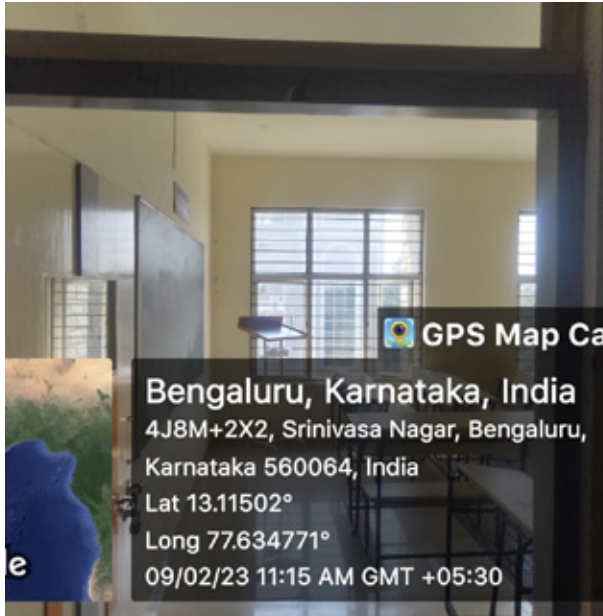 GPS Map Ca
Bengaluru, Karnataka, India
4J8M+2X2, Srinivasa Nagar, Bengaluru,
Karnataka 560064, India
Lat 13.11502°
Long 77.634771°
09/02/23 11:15 AM GMT +05:30
le